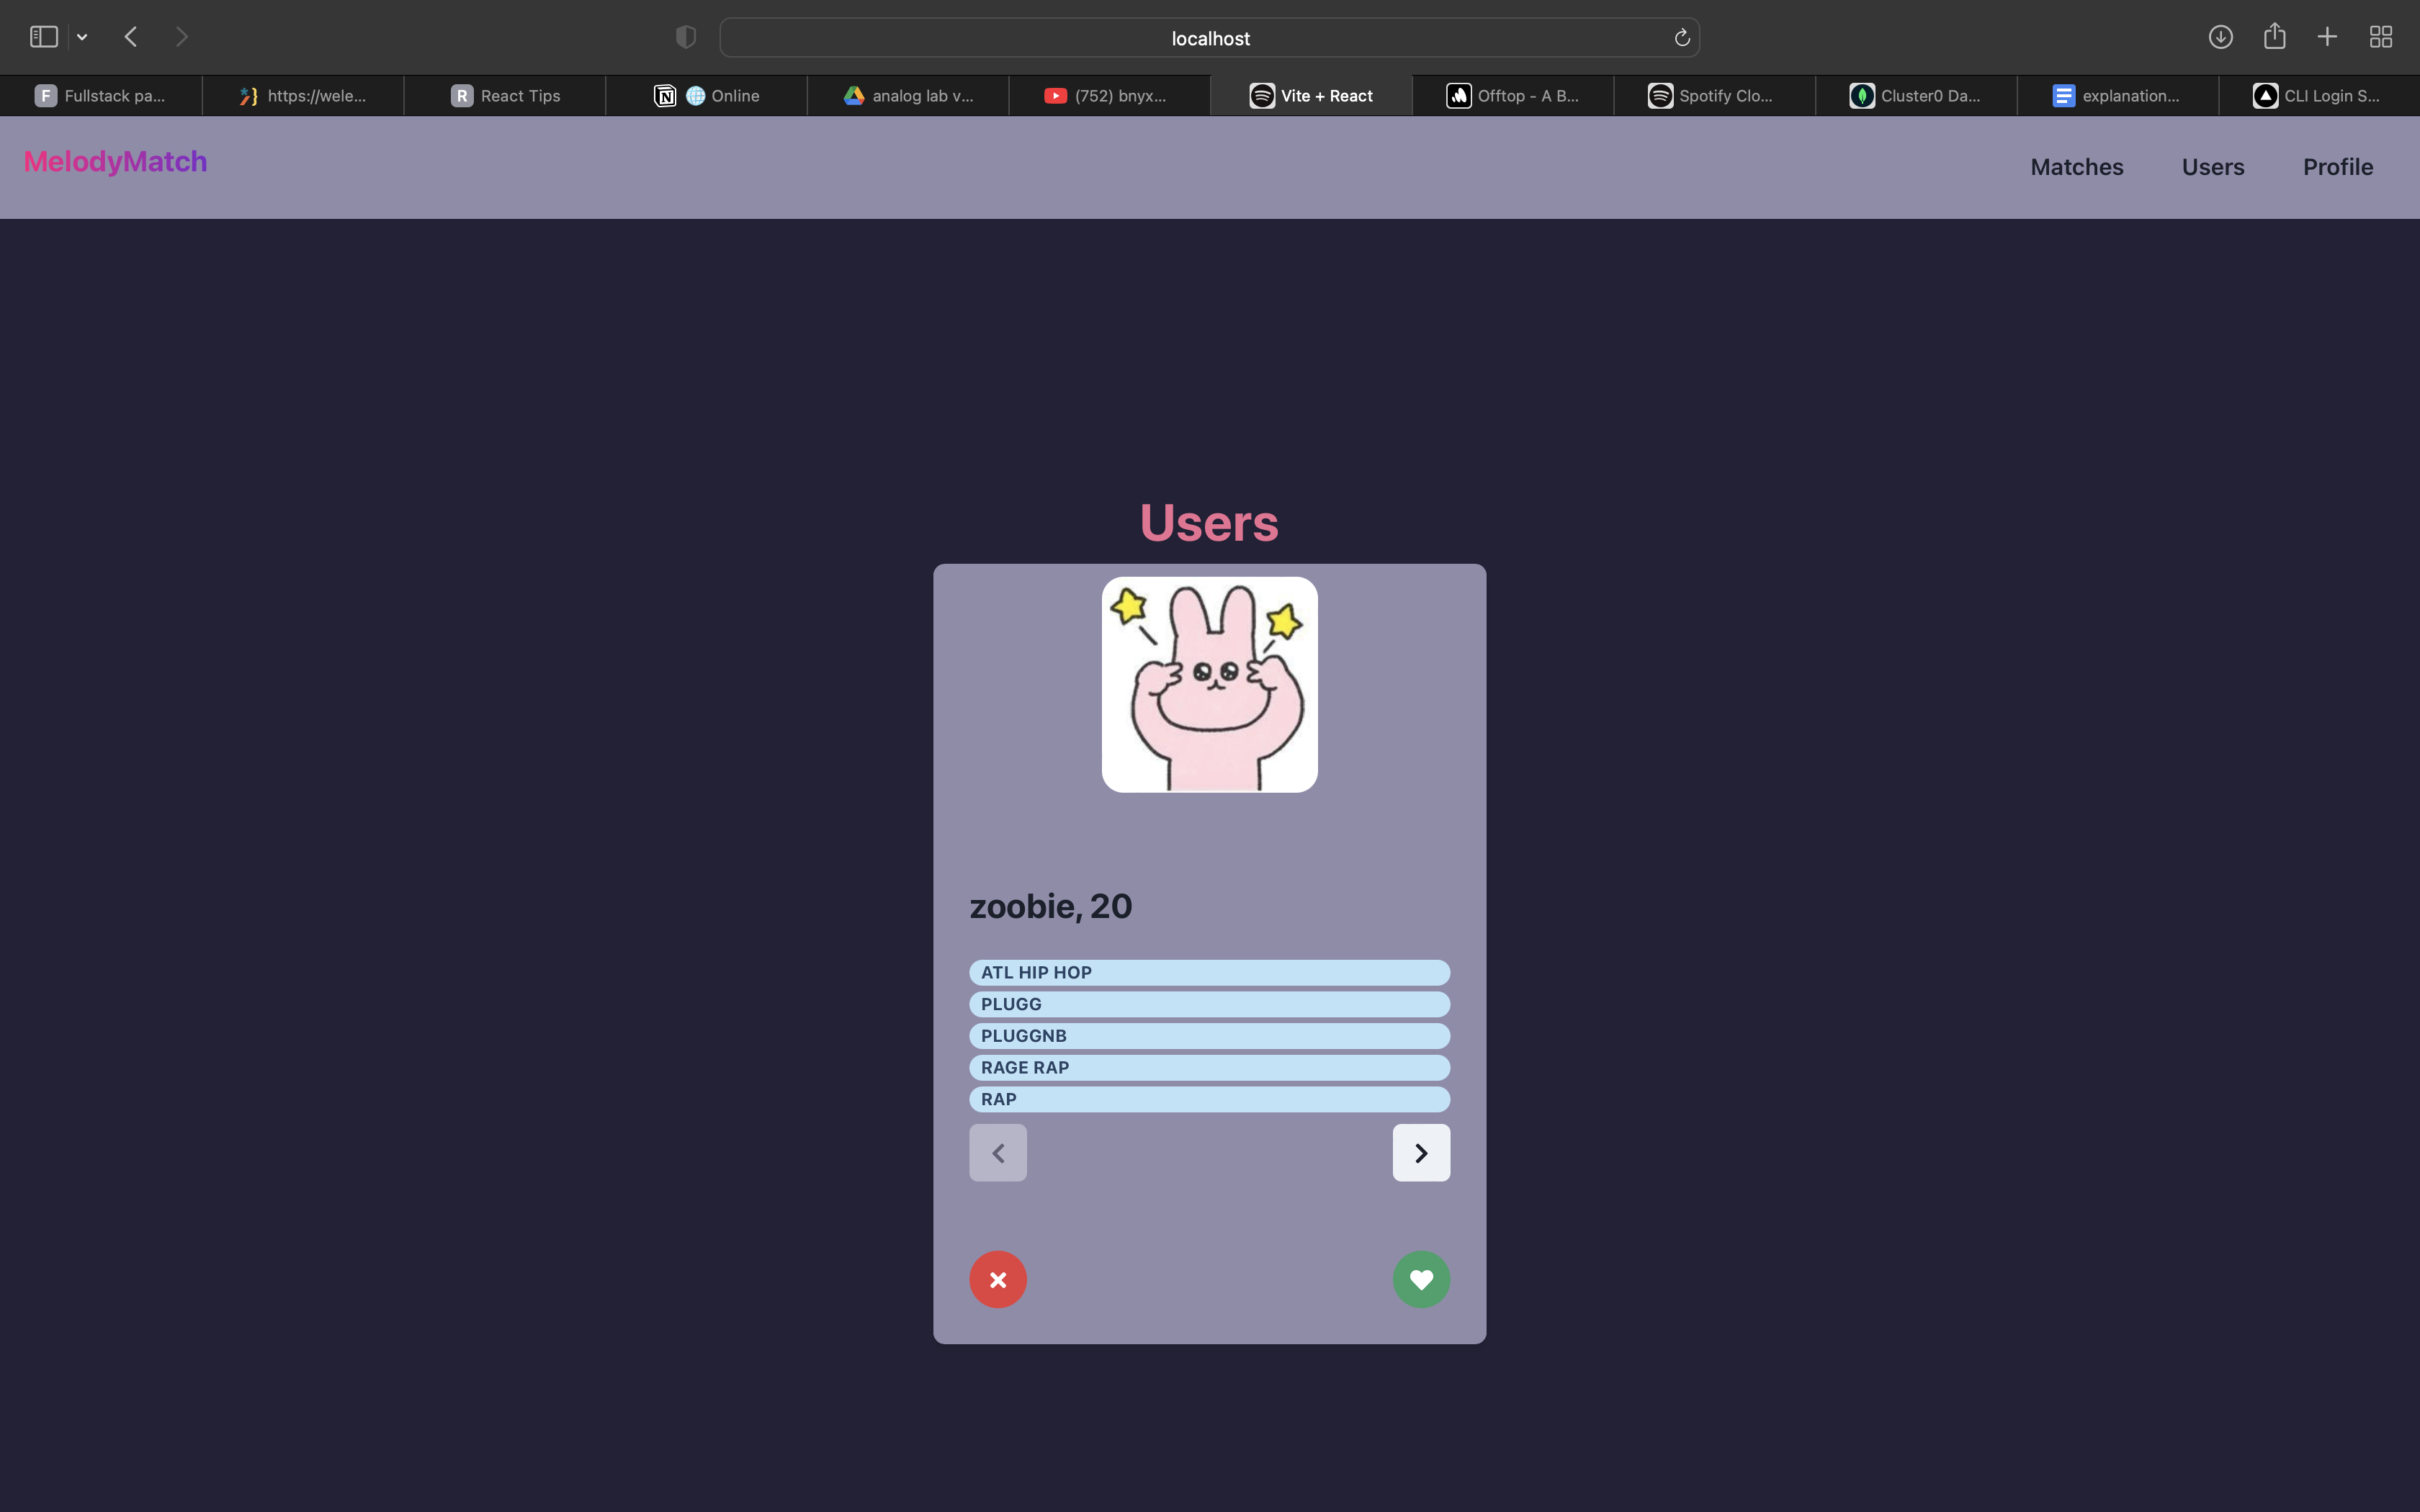 localhost
F Fullstack pa... https://wele... R React Tips Online analog lab v... (752) bnyx... Vite + React Offtop - A B... Spotify Clo... Cluster0 Da... explanation... CLI Login S...
MelodyMatch Matches Users Profile
Users
zoobie, 20
ATL HIP HOP
PLUGG
PLUGGNB
RAGE RAP
RAP